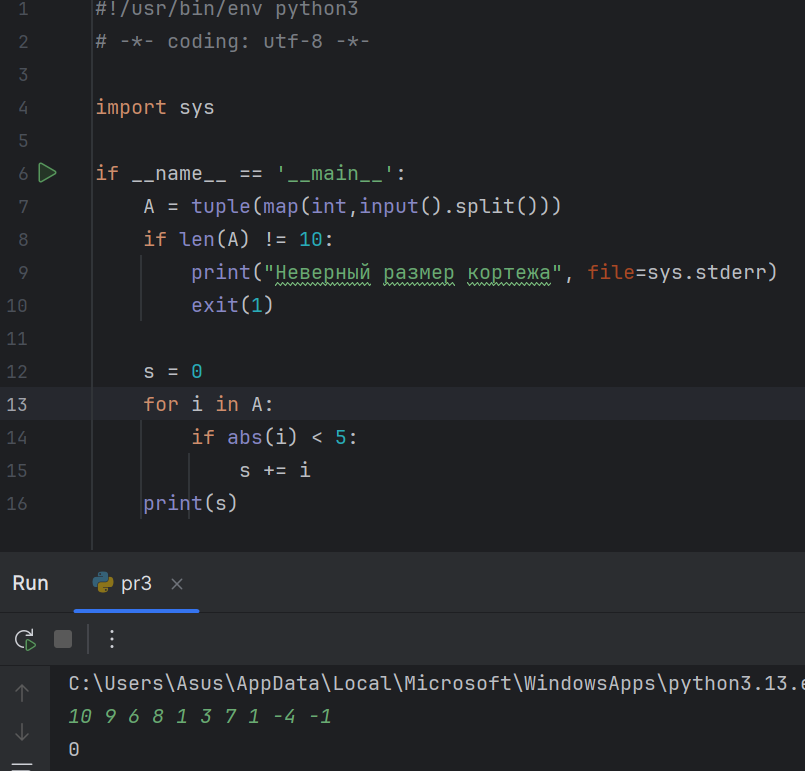 1 #!/usr/bin/env python3
2 # -*- coding: utf-8 -*-
3
4 import sys
5
6 if __name__ == '__main__':
7 A = tuple(map(int,input().split()))
8 if len(A) != 10:
9 print("Неверный размер кортежа", file=sys.stderr)
10 exit(1)
11
12 s = 0
13 for i in A:
14 if abs(i) < 5:
15 s += i
16 print(s)
Run pr3
C:\Users\Asus\AppData\Local\Microsoft\WindowsApps\python3.13.e
10 9 6 8 1 3 7 1 -4 -1
0